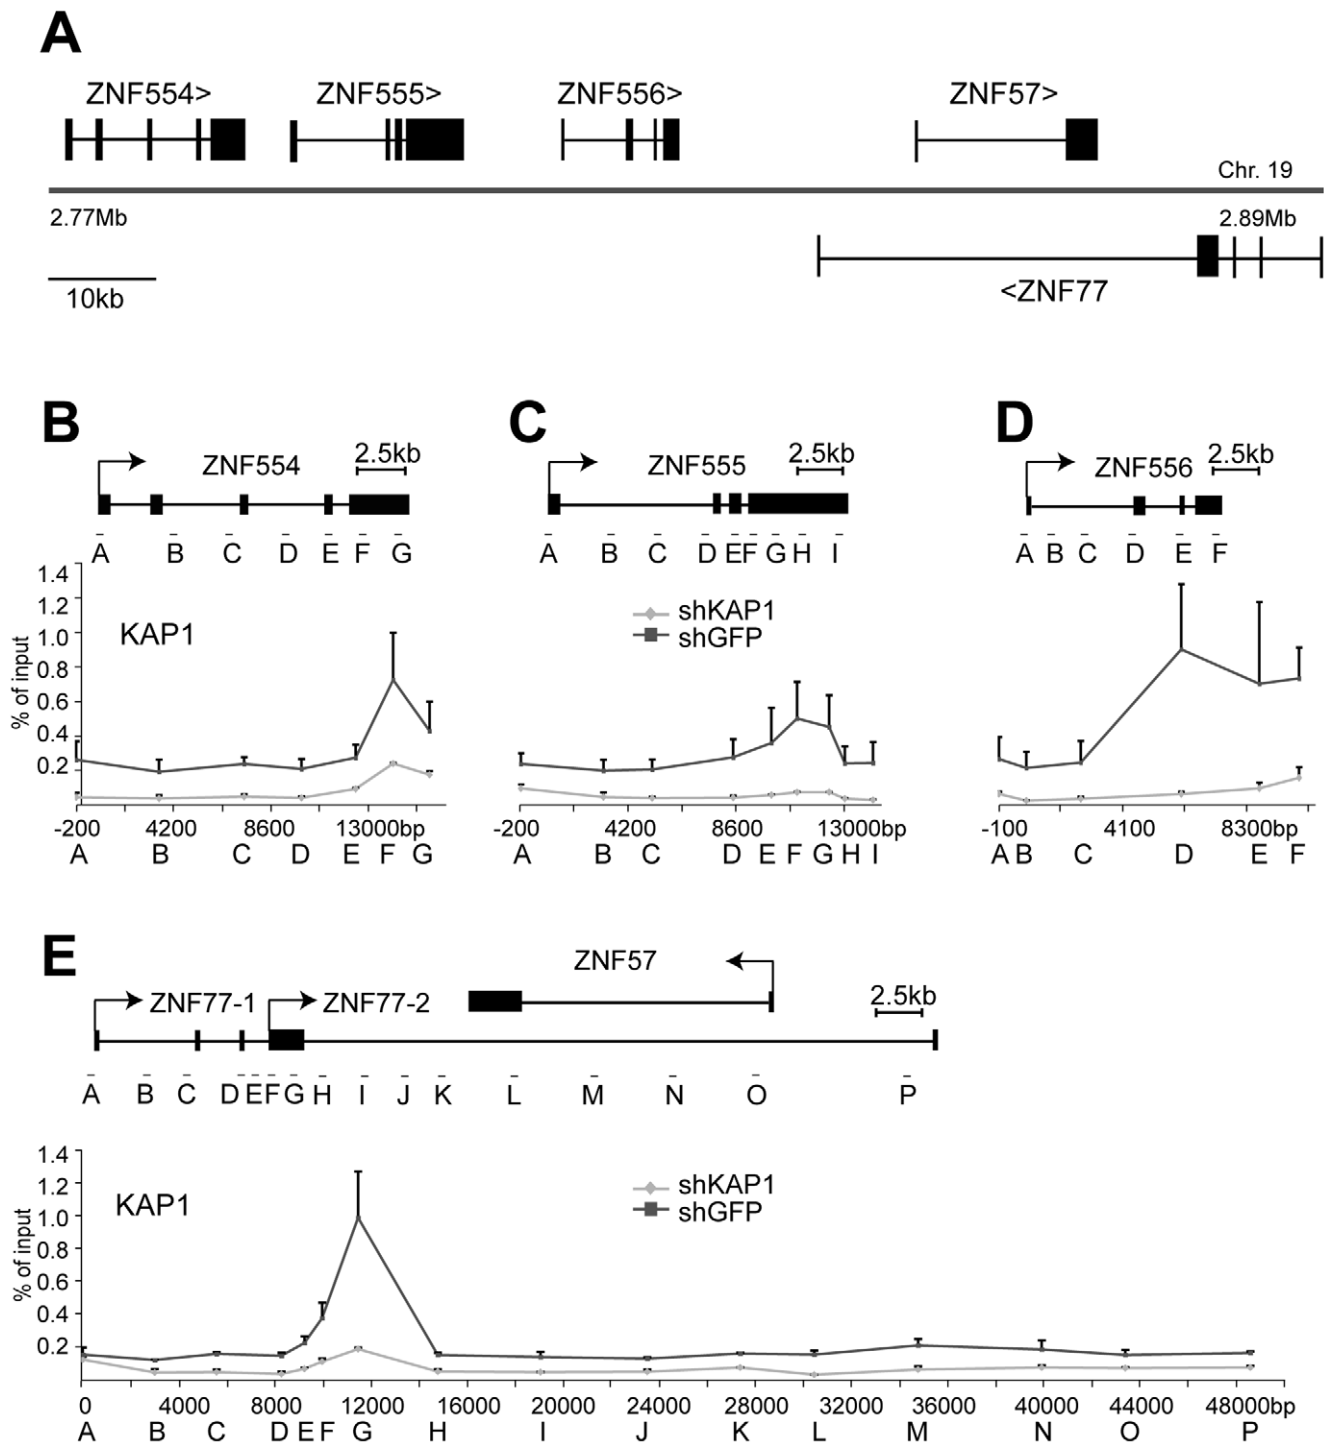 A
ZNF554> ZNF555> ZNF556> ZNF57>
Chr. 19
2.77Mb 2.89Mb
10kb <ZNF77
B C D
ZNF554 2.5kb ZNF555 2.5kb ZNF556 2.5kb
A B C D E F G A B C D E F G H I A B C D E F
1.4
1.2
1.0
0.8
0.6
0.4
0.2
% of input
KAP1
shKAP1
shGFP
-200 4200 8600 13000bp -200 4200 8600 13000bp -100 4100 8300bp
A B C D E F G A B C D E F G H I A B C D E F
E
ZNF57
ZNF77-1 ZNF77-2 2.5kb
A B C D E F G H I J K L M N O P
1.4
1.2
1.0
0.8
0.6
0.4
0.2
% of input
KAP1
shKAP1
shGFP
0 4000 8000 12000 16000 20000 24000 28000 32000 36000 40000 44000 48000bp
A B C D E F G H I J K L M N O P